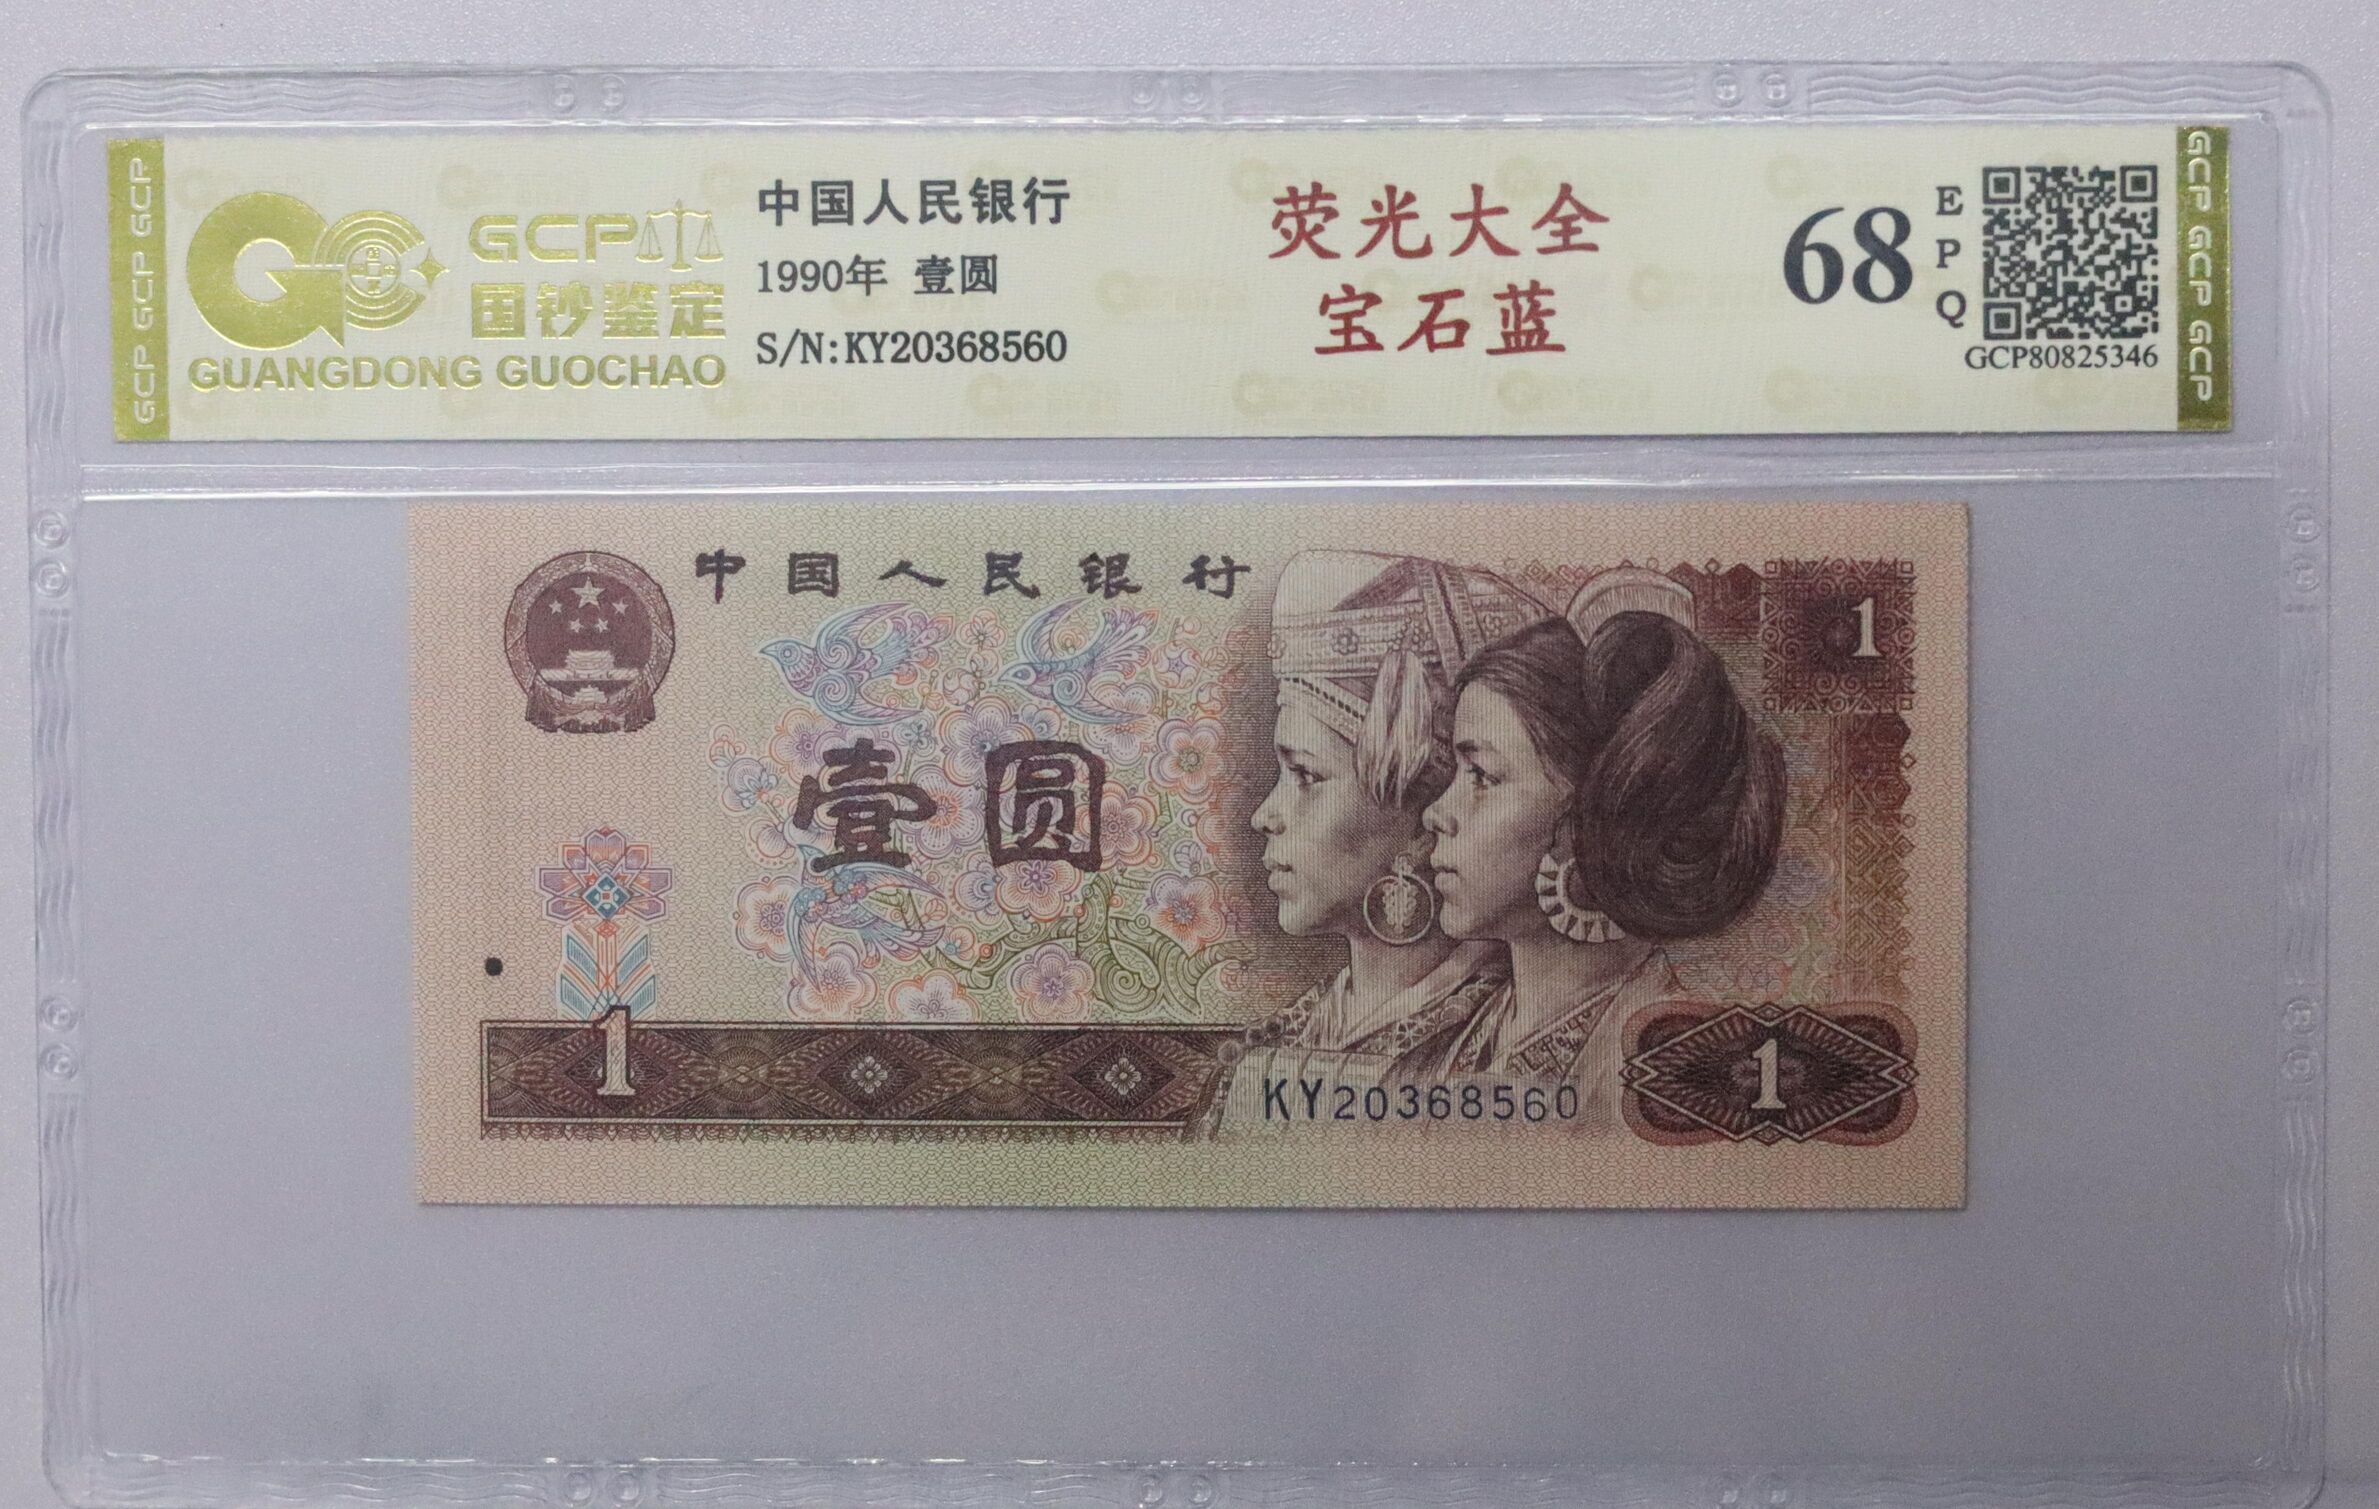 GCP GCP GCP
GCP
国钞鉴定
GUANGDONG GUOCHAO
中国人民银行
1990年 壹圆
S/N:KY20368560
荧光大全
宝石蓝
68
E
P
Q
GCP80825346
GCP GCP GCP
中国人民银行
1
壹圆
1
KY20368560
1